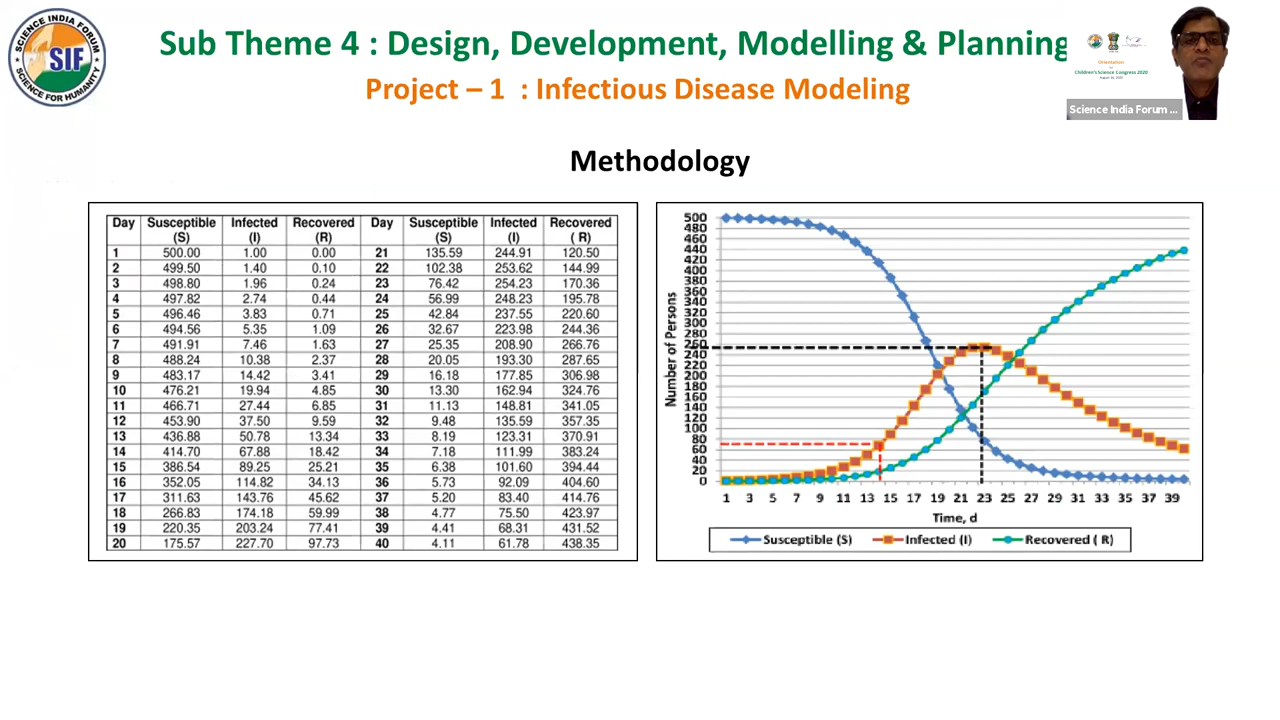 SCIENCE INDIA FORUM
SIF
SCIENCE FOR HUMANITY
Sub Theme 4 : Design, Development, Modelling & Planning
Project – 1 : Infectious Disease Modeling
Orientation
Children's Science Congress 2020
Science India Forum ...
Methodology
Day Susceptible (S) Infected (I) Recovered (R) Day Susceptible (S) Infected (I) Recovered ( R)
1 500.00 1.00 0.00 21 135.59 244.91 120.50
2 499.50 1.40 0.10 22 102.38 253.62 144.99
3 498.80 1.96 0.24 23 76.42 254.23 170.36
4 497.82 2.74 0.44 24 56.99 248.23 195.78
5 496.46 3.83 0.71 25 42.84 237.55 220.60
6 494.56 5.35 1.09 26 32.67 223.98 244.36
7 491.91 7.46 1.63 27 25.35 208.90 266.76
8 488.24 10.38 2.37 28 20.05 193.30 287.65
9 483.17 14.42 3.41 29 16.18 177.85 306.98
10 476.21 19.94 4.85 30 13.30 162.94 324.76
11 466.71 27.44 6.85 31 11.13 148.81 341.05
12 453.90 37.50 9.59 32 9.48 135.59 357.35
13 436.88 50.78 13.34 33 8.19 123.31 370.91
14 414.70 67.88 18.42 34 7.18 111.99 383.24
15 386.54 89.25 25.21 35 6.38 101.60 394.44
16 352.05 114.82 34.13 36 5.73 92.09 404.60
17 311.63 143.76 45.62 37 5.20 83.40 414.76
18 266.83 174.18 59.99 38 4.77 75.50 423.97
19 220.35 203.24 77.41 39 4.41 68.31 431.52
20 175.57 227.70 97.73 40 4.11 61.78 438.35
Number of Persons
500
480
460
440
420
400
380
360
340
320
300
280
260
240
220
200
180
160
140
120
100
80
60
40
20
0
1 3 5 7 9 11 13 15 17 19 21 23 25 27 29 31 33 35 37 39
Time, d
Susceptible (S) Infected (I) Recovered ( R)